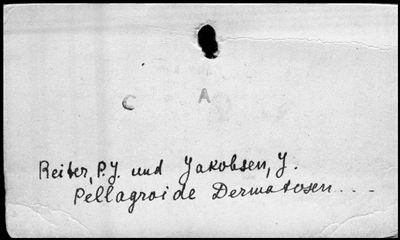 C A
Reiter, P.J. und Jakobsen, J.
Pellagroide Dermatosen . . . .